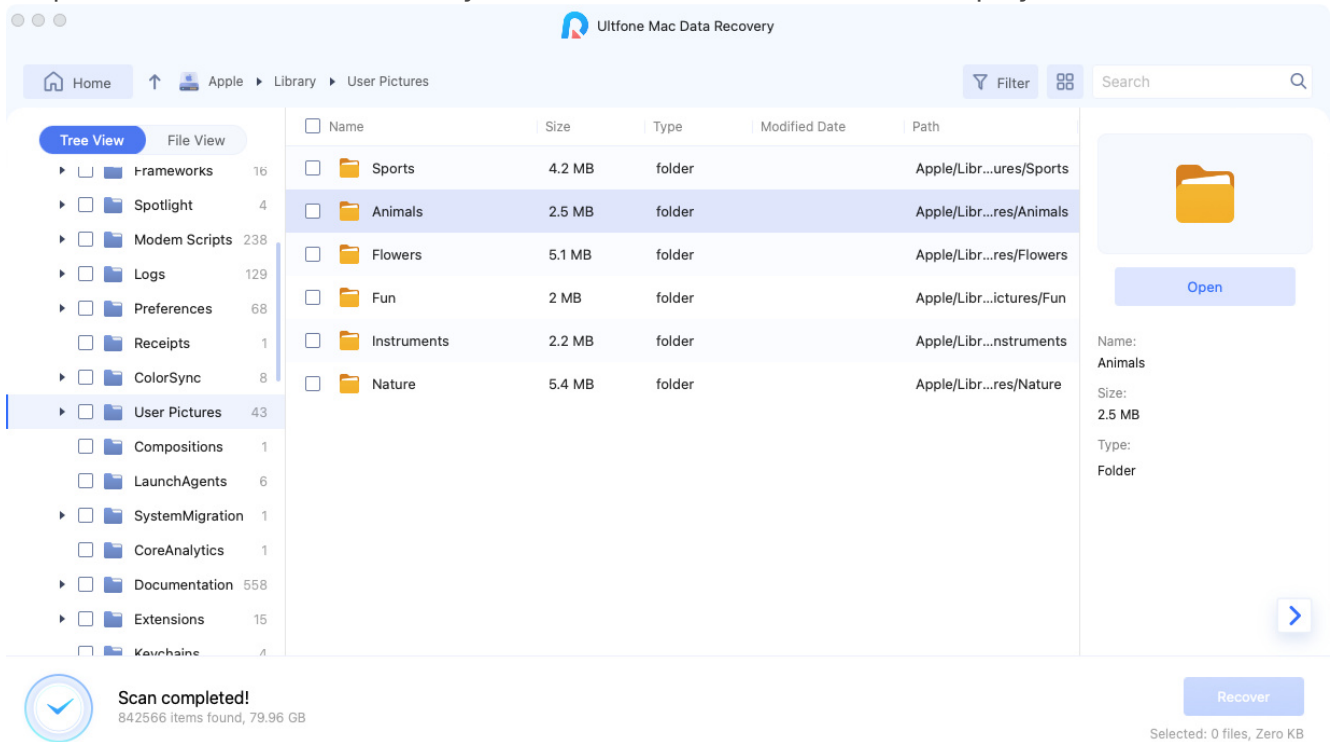 Ultfone Mac Data Recovery
Home Apple Library User Pictures Filter Search
Tree View File View
Frameworks 16
Spotlight 4
Modem Scripts 238
Logs 129
Preferences 68
Receipts 1
ColorSync 8
User Pictures 43
Compositions 1
LaunchAgents 6
SystemMigration 1
CoreAnalytics 1
Documentation 558
Extensions 15
Keychains 4
Name Size Type Modified Date Path
Sports 4.2 MB folder Apple/Libr...ures/Sports
Animals 2.5 MB folder Apple/Libr...res/Animals
Flowers 5.1 MB folder Apple/Libr...res/Flowers
Fun 2 MB folder Apple/Libr...ictures/Fun
Instruments 2.2 MB folder Apple/Libr...nstruments
Nature 5.4 MB folder Apple/Libr...res/Nature
Open
Name:
Animals
Size:
2.5 MB
Type:
Folder
Scan completed!
842566 items found, 79.96 GB
Recover
Selected: 0 files, Zero KB